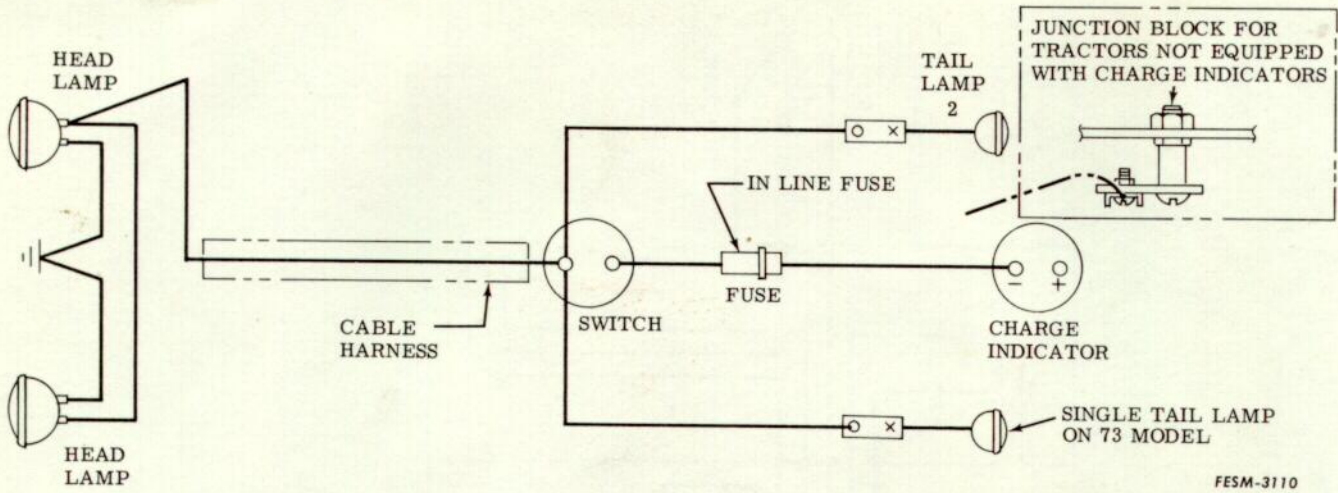 HEAD
LAMP
TAIL
LAMP
2
JUNCTION BLOCK FOR
TRACTORS NOT EQUIPPED
WITH CHARGE INDICATORS
IN LINE FUSE
FUSE
CABLE
HARNESS
SWITCH
- +
CHARGE
INDICATOR
SINGLE TAIL LAMP
ON 73 MODEL
HEAD
LAMP
FESM-3110